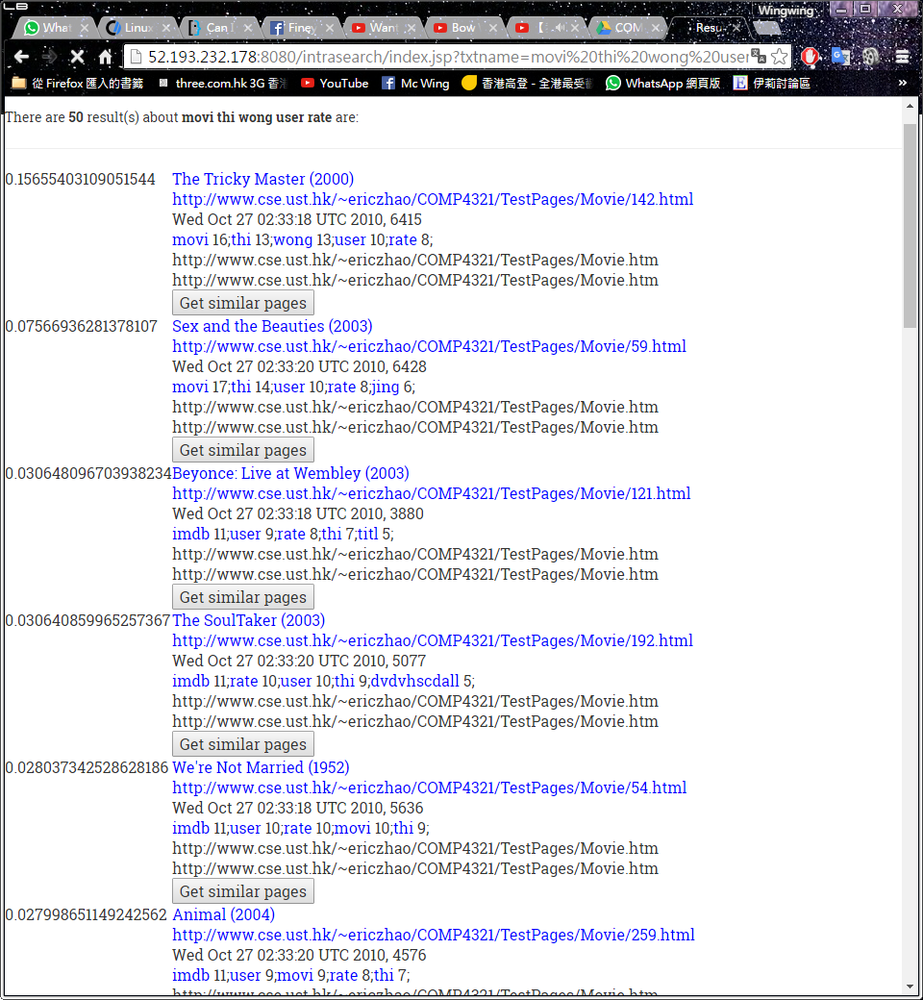 Wingwing
What
Linux
Can I
Finey
Want
Bow
COM
Resu
52.193.232.178:8080/intrasearch/index.jsp?txtname=movi%20thi%20wong%20user
從 Firefox 匯入的書籤 three.com.hk 3G 香港 YouTube Mc Wing 香港高登 - 全港最受 WhatsApp 網頁版 伊莉討論區 »
There are 50 result(s) about movi thi wong user rate are:
0.15655403109051544 The Tricky Master (2000)
http://www.cse.ust.hk/~ericzhao/COMP4321/TestPages/Movie/142.html
Wed Oct 27 02:33:18 UTC 2010, 6415
movi 16;thi 13;wong 13;user 10;rate 8;
http://www.cse.ust.hk/~ericzhao/COMP4321/TestPages/Movie.htm
http://www.cse.ust.hk/~ericzhao/COMP4321/TestPages/Movie.htm
Get similar pages
0.07566936281378107 Sex and the Beauties (2003)
http://www.cse.ust.hk/~ericzhao/COMP4321/TestPages/Movie/59.html
Wed Oct 27 02:33:20 UTC 2010, 6428
movi 17;thi 14;user 10;rate 8;jing 6;
http://www.cse.ust.hk/~ericzhao/COMP4321/TestPages/Movie.htm
http://www.cse.ust.hk/~ericzhao/COMP4321/TestPages/Movie.htm
Get similar pages
0.030648096703938234 Beyonce: Live at Wembley (2003)
http://www.cse.ust.hk/~ericzhao/COMP4321/TestPages/Movie/121.html
Wed Oct 27 02:33:18 UTC 2010, 3880
imdb 11;user 9;rate 8;thi 7;titl 5;
http://www.cse.ust.hk/~ericzhao/COMP4321/TestPages/Movie.htm
http://www.cse.ust.hk/~ericzhao/COMP4321/TestPages/Movie.htm
Get similar pages
0.030640859965257367 The SoulTaker (2003)
http://www.cse.ust.hk/~ericzhao/COMP4321/TestPages/Movie/192.html
Wed Oct 27 02:33:20 UTC 2010, 5077
imdb 11;rate 10;user 10;thi 9;dvdvhscdall 5;
http://www.cse.ust.hk/~ericzhao/COMP4321/TestPages/Movie.htm
http://www.cse.ust.hk/~ericzhao/COMP4321/TestPages/Movie.htm
Get similar pages
0.028037342528628186 We're Not Married (1952)
http://www.cse.ust.hk/~ericzhao/COMP4321/TestPages/Movie/54.html
Wed Oct 27 02:33:18 UTC 2010, 5636
imdb 11;user 10;rate 10;movi 10;thi 9;
http://www.cse.ust.hk/~ericzhao/COMP4321/TestPages/Movie.htm
http://www.cse.ust.hk/~ericzhao/COMP4321/TestPages/Movie.htm
Get similar pages
0.027998651149242562 Animal (2004)
http://www.cse.ust.hk/~ericzhao/COMP4321/TestPages/Movie/259.html
Wed Oct 27 02:33:20 UTC 2010, 4576
imdb 11;user 9;movi 9;rate 8;thi 7;
http://www.cse.ust.hk/~ericzhao/COMP4321/TestPages/Movie.htm